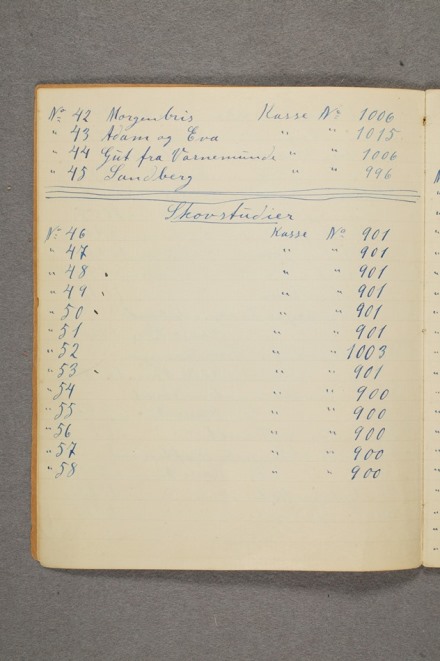 No 42 Morgenbris Kasse No 1006
" 43 Adam og Eva " " 1015
" 44 Gut fra Varnemünde " " 1006
" 45 Sandberg " " 996
Skovstudier
No 46 Kasse No 901
" 47 " " 901
" 48 " " 901
" 49 " " 901
" 50 " " 901
" 51 " " 901
" 52 " " 1003
" 53 " " 901
" 54 " " 900
" 55 " " 900
" 56 " " 900
" 57 " " 900
" 58 " " 900